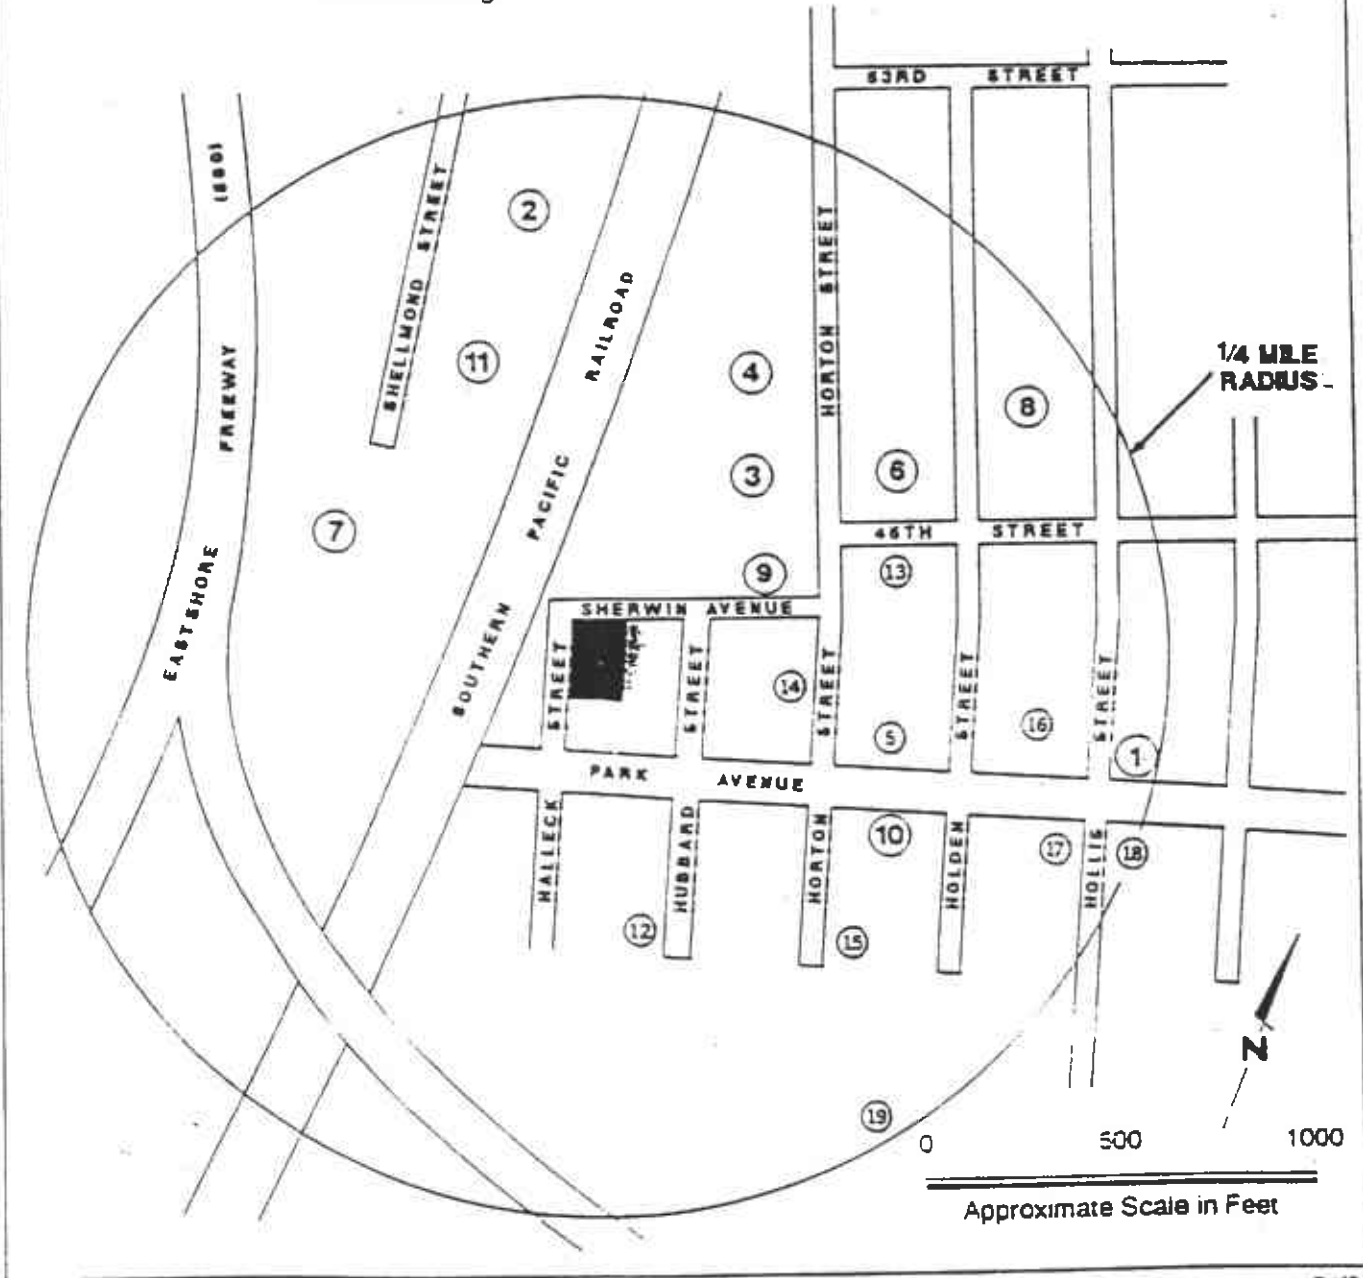 53RD STREET
(880)
SHELLMOND STREET
2
RAILROAD
HORTON STREET
1/4 MILE
RADIUS
FREEWAY
11
4
8
6
3
PACIFIC
7
45TH STREET
EASTSHORE
13
9
SHERWIN AVENUE
SOUTHERN
STREET
STREET
14
STREET
5
STREET
16
STREET
1
PARK AVENUE
HALLECK
HUBBARD
HORTON
10
HOLDEN
17
HOLLIS
18
12
15
N
19
0 500 1000
Approximate Scale in Feet